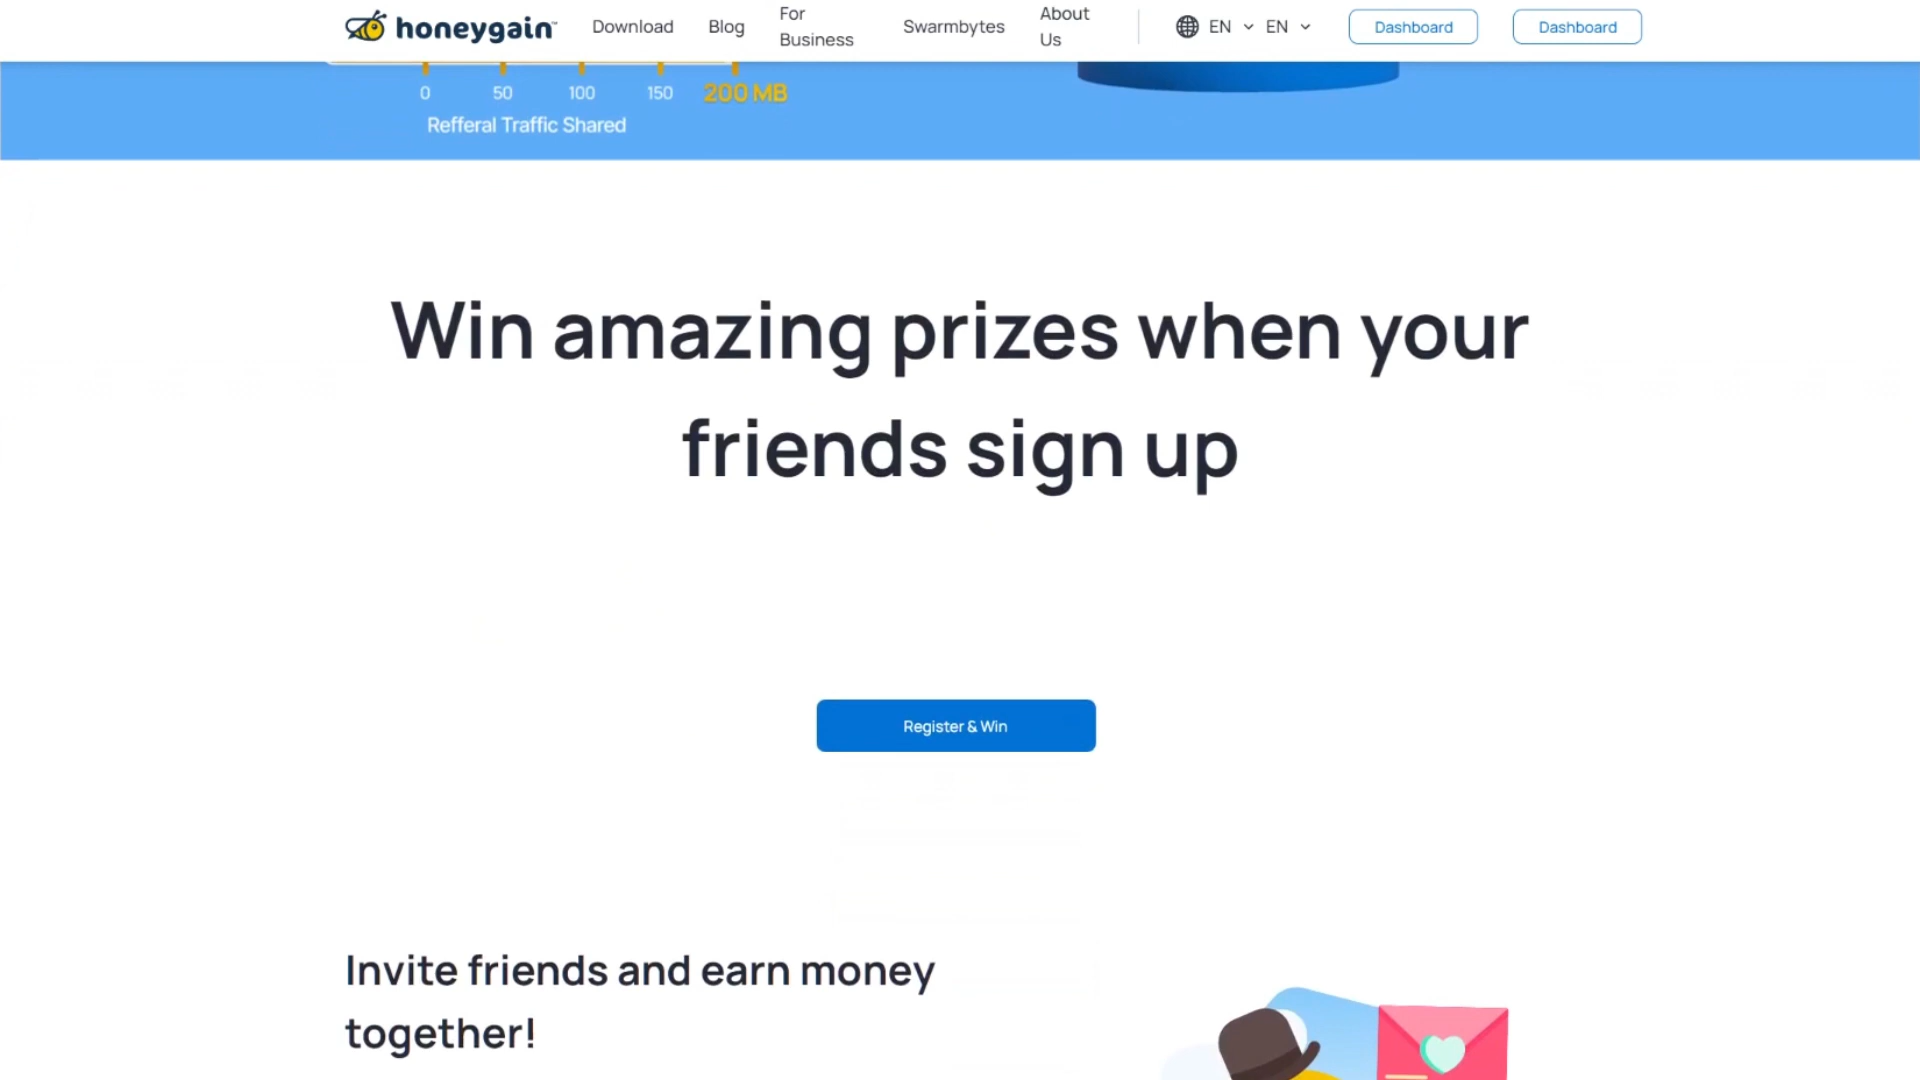 honeygain™ Download Blog For Business Swarmbytes About Us EN EN Dashboard Dashboard
0 50 100 150 200 MB
Refferal Traffic Shared
Win amazing prizes when your
friends sign up
Register & Win
Invite friends and earn money
together!